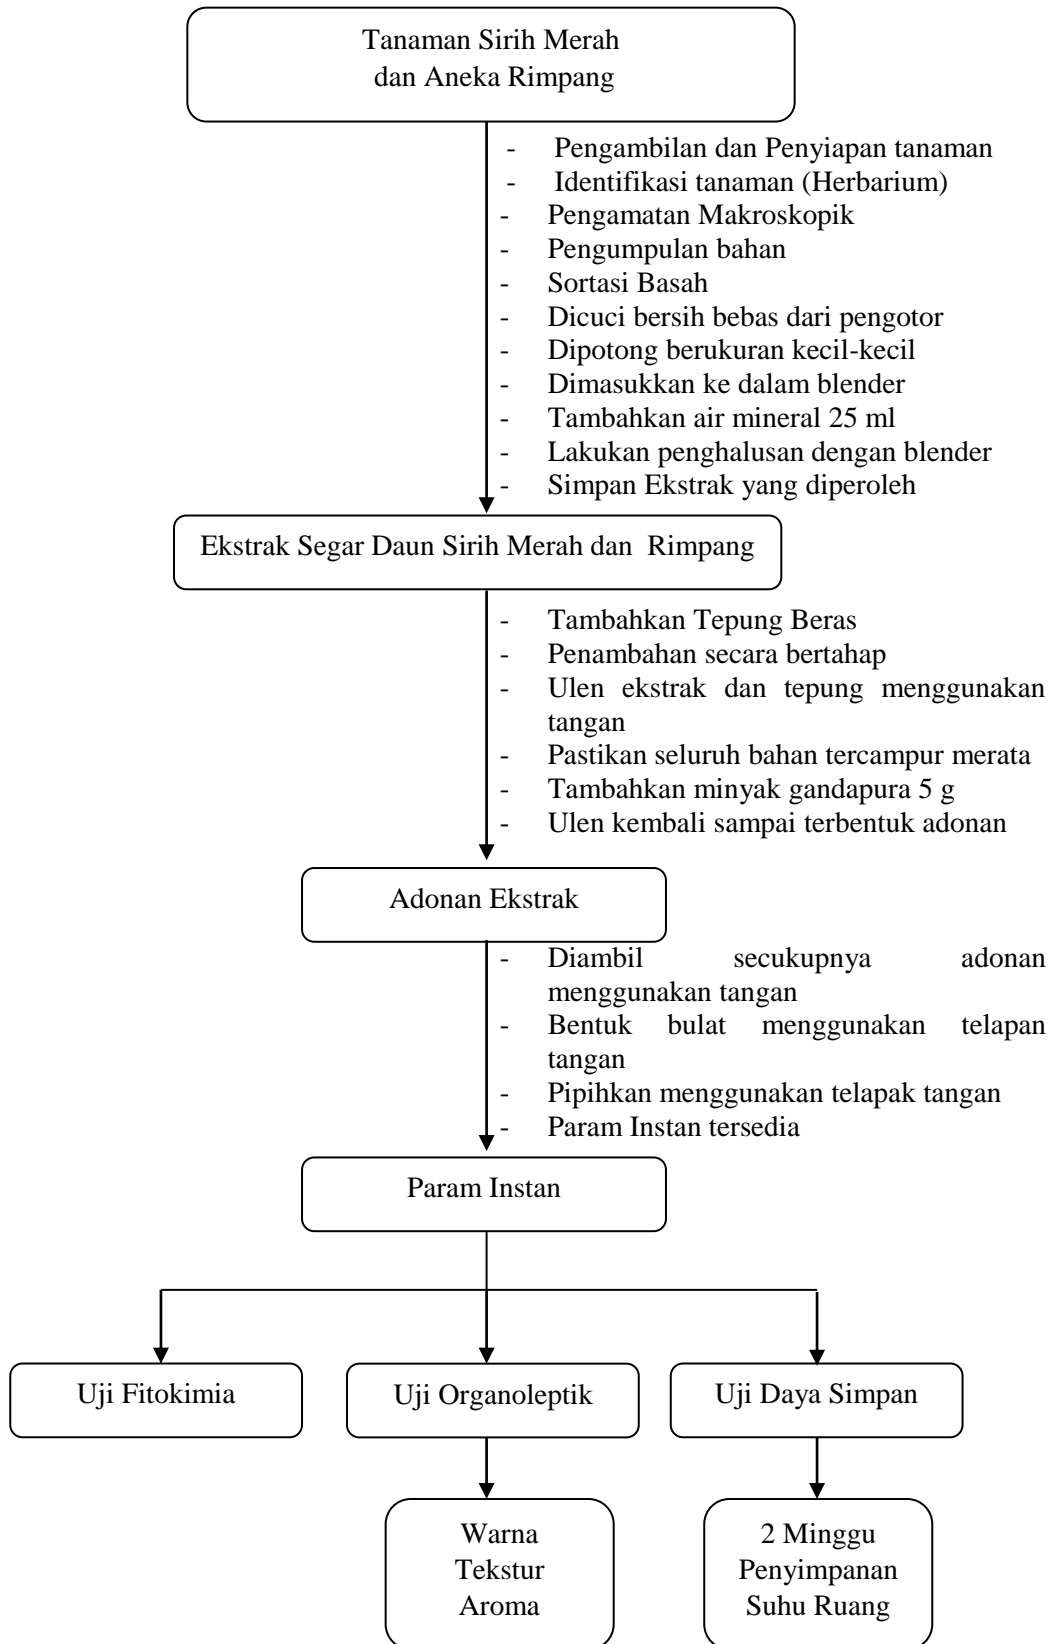 Tanaman Sirih Merah
dan Aneka Rimpang
- Pengambilan dan Penyiapan tanaman
- Identifikasi tanaman (Herbarium)
- Pengamatan Makroskopik
- Pengumpulan bahan
- Sortasi Basah
- Dicuci bersih bebas dari pengotor
- Dipotong berukuran kecil-kecil
- Dimasukkan ke dalam blender
- Tambahkan air mineral 25 ml
- Lakukan penghalusan dengan blender
- Simpan Ekstrak yang diperoleh
Ekstrak Segar Daun Sirih Merah dan Rimpang
- Tambahkan Tepung Beras
- Penambahan secara bertahap
- Ulen ekstrak dan tepung menggunakan
tangan
- Pastikan seluruh bahan tercampur merata
- Tambahkan minyak gandapura 5 g
- Ulen kembali sampai terbentuk adonan
Adonan Ekstrak
- Diambil secukupnya adonan
menggunakan tangan
- Bentuk bulat menggunakan telapan
tangan
- Pipihkan menggunakan telapak tangan
- Param Instan tersedia
Param Instan
Uji Fitokimia
Uji Organoleptik
Uji Daya Simpan
Warna
Tekstur
Aroma
2 Minggu
Penyimpanan
Suhu Ruang